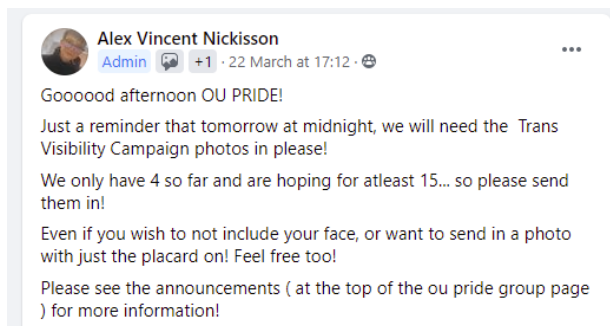 Alex Vincent Nickisson
Admin +1 · 22 March at 17:12 ·
Goooood afternoon OU PRIDE!
Just a reminder that tomorrow at midnight, we will need the  Trans
Visibility Campaign photos in please!
We only have 4 so far and are hoping for atleast 15... so please send
them in!
Even if you wish to not include your face, or want to send in a photo
with just the placard on! Feel free too!
Please see the announcements ( at the top of the ou pride group page
) for more information!